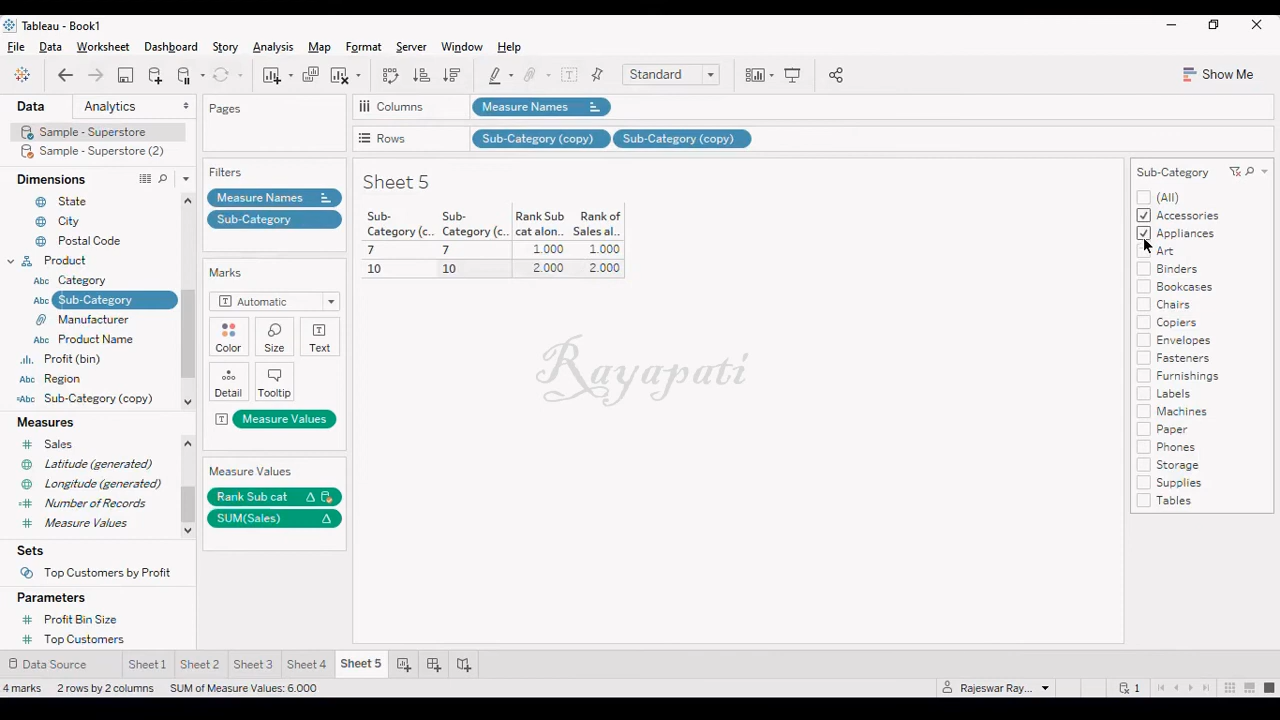 Tableau - Book1
File Data Worksheet Dashboard Story Analysis Map Format Server Window Help
Standard
Show Me
Data Analytics
Sample - Superstore
Sample - Superstore (2)
Dimensions
State
City
Postal Code
Product
Abc Category
Abc Sub-Category
Manufacturer
Abc Product Name
Profit (bin)
Abc Region
=Abc Sub-Category (copy)
Measures
Sales
Latitude (generated)
Longitude (generated)
Number of Records
Measure Values
Sets
Top Customers by Profit
Parameters
Profit Bin Size
Top Customers
Pages
Filters
Measure Names
Sub-Category
Marks
Automatic
Color Size Text
Detail Tooltip
Measure Values
Measure Values
Rank Sub cat
SUM(Sales)
Columns Measure Names
Rows Sub-Category (copy) Sub-Category (copy)
Sheet 5
Sub- Sub- Rank Sub Rank of
Category (c.. Category (c.. cat alon.. Sales al..
7 7 1.000 1.000
10 10 2.000 2.000
Rayapati
Sub-Category
(All)
Accessories
Appliances
Art
Binders
Bookcases
Chairs
Copiers
Envelopes
Fasteners
Furnishings
Labels
Machines
Paper
Phones
Storage
Supplies
Tables
Data Source Sheet 1 Sheet 2 Sheet 3 Sheet 4 Sheet 5
4 marks 2 rows by 2 columns SUM of Measure Values: 6.000 Rajeswar Ray... 1